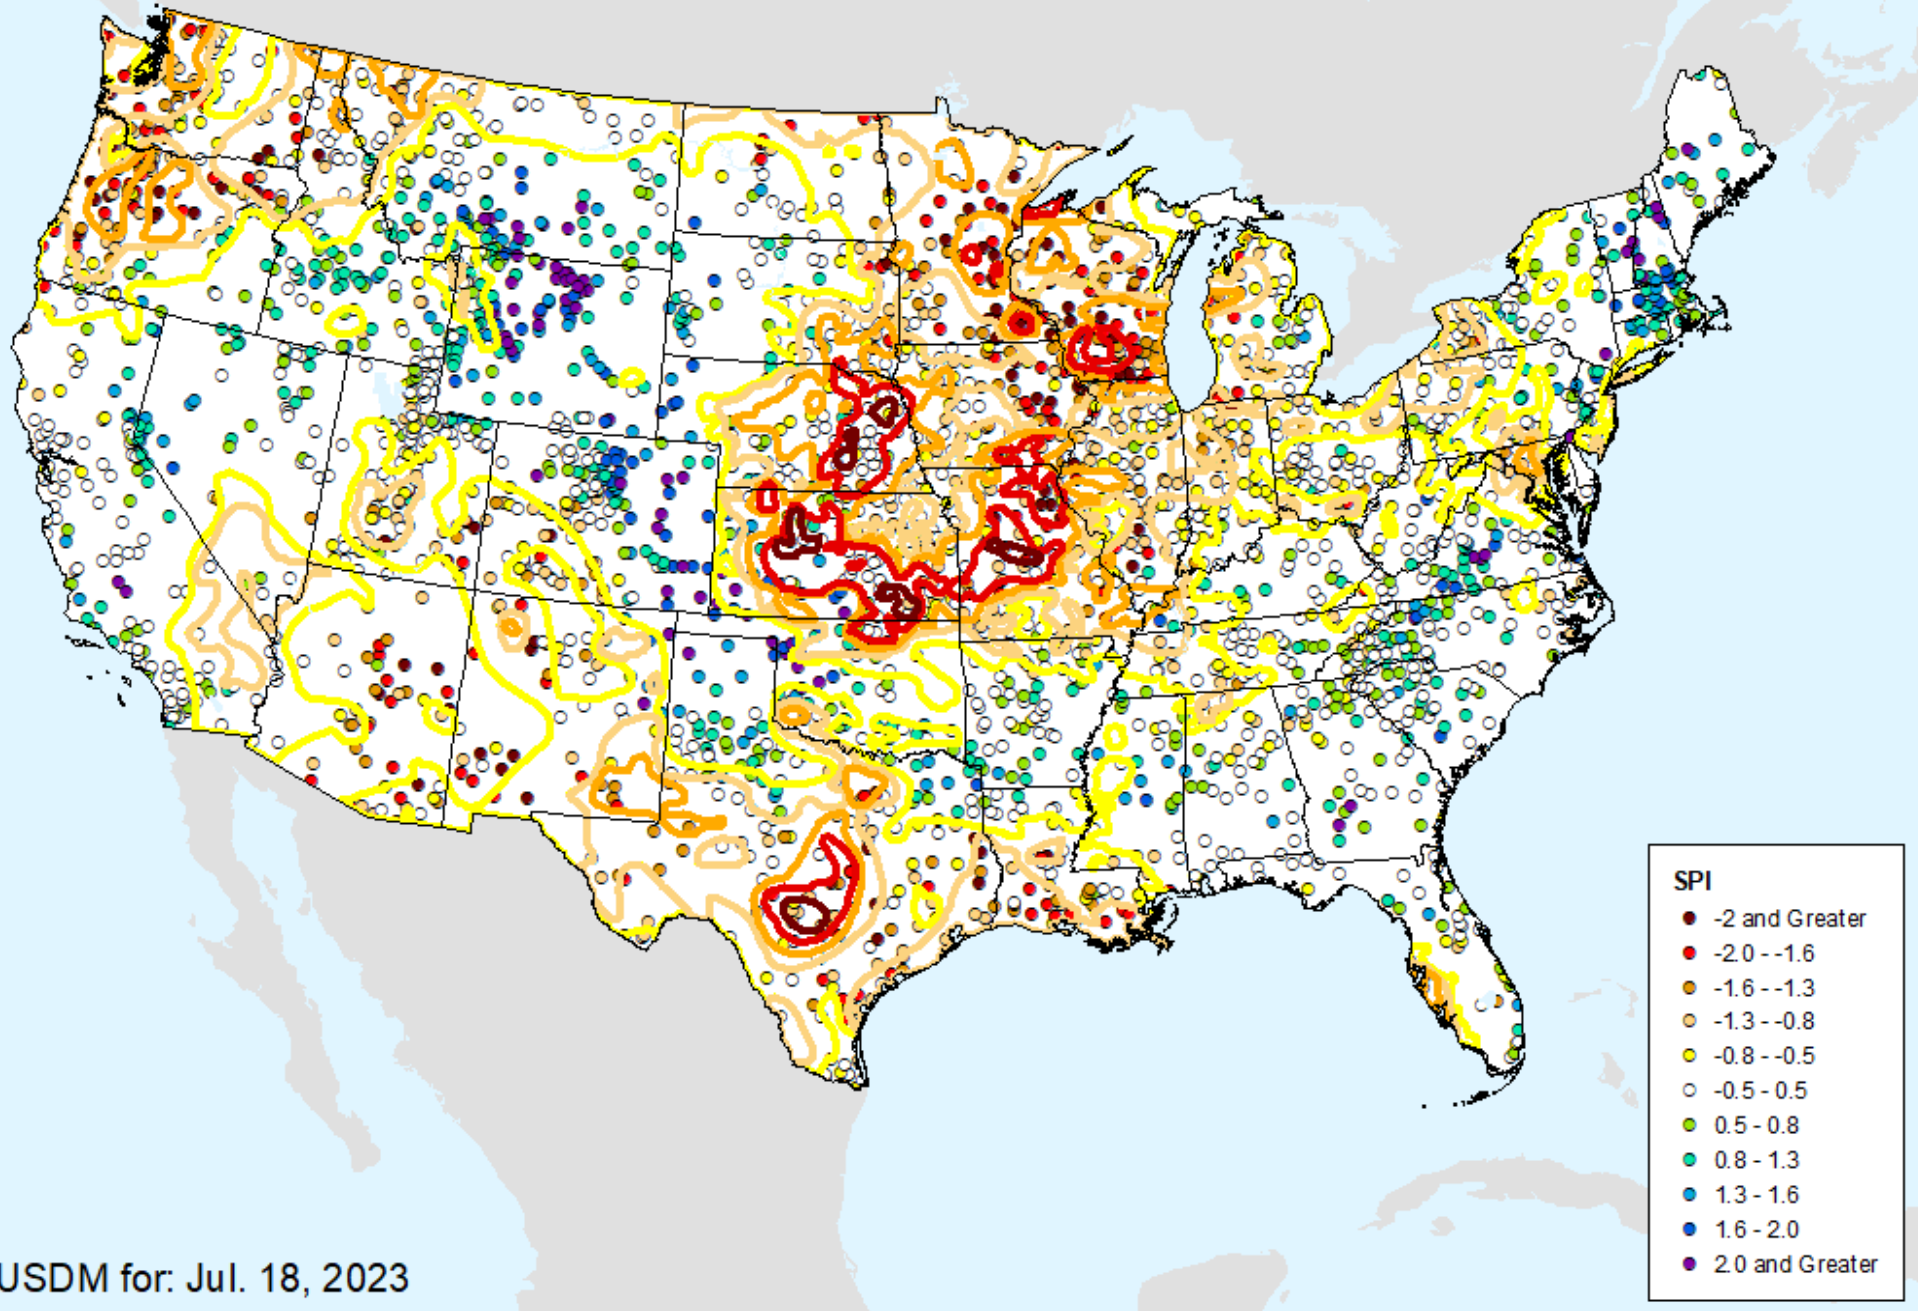 SPI
-2 and Greater
-2.0 - -1.6
-1.6 - -1.3
-1.3 - -0.8
-0.8 - -0.5
-0.5 - 0.5
0.5 - 0.8
0.8 - 1.3
1.3 - 1.6
1.6 - 2.0
2.0 and Greater
USDM for: Jul. 18, 2023